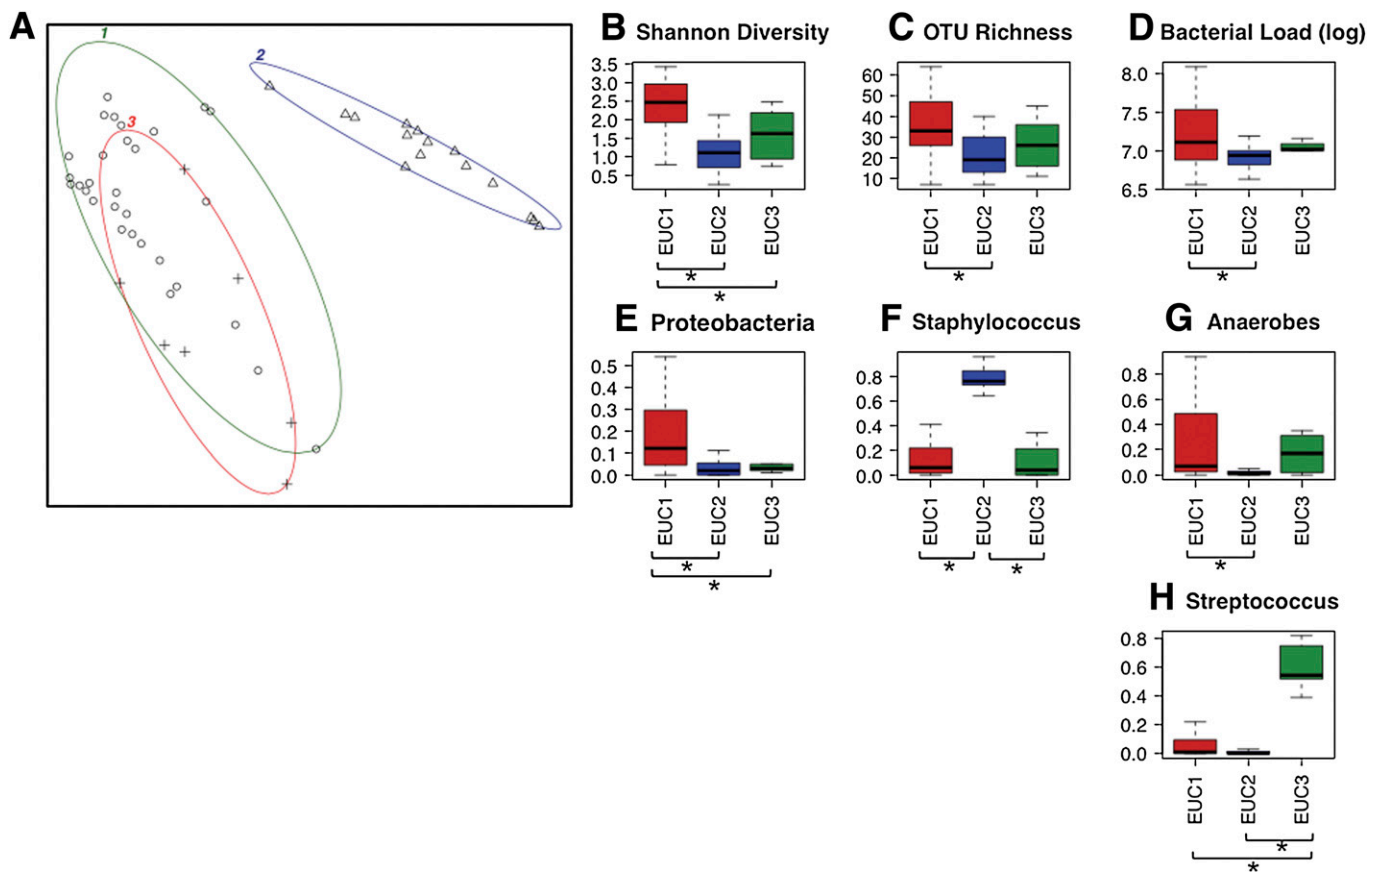 A
1
2
3
B Shannon Diversity
3.5
3.0
2.5
2.0
1.5
1.0
0.5
EUC1
EUC2
EUC3
*
*
C OTU Richness
60
50
40
30
20
10
EUC1
EUC2
EUC3
*
D Bacterial Load (log)
8.0
7.5
7.0
6.5
EUC1
EUC2
EUC3
*
E Proteobacteria
0.5
0.4
0.3
0.2
0.1
0.0
EUC1
EUC2
EUC3
*
*
F Staphylococcus
0.8
0.6
0.4
0.2
0.0
EUC1
EUC2
EUC3
*
*
G Anaerobes
0.8
0.6
0.4
0.2
0.0
EUC1
EUC2
EUC3
*
H Streptococcus
0.8
0.6
0.4
0.2
0.0
EUC1
EUC2
EUC3
*
*